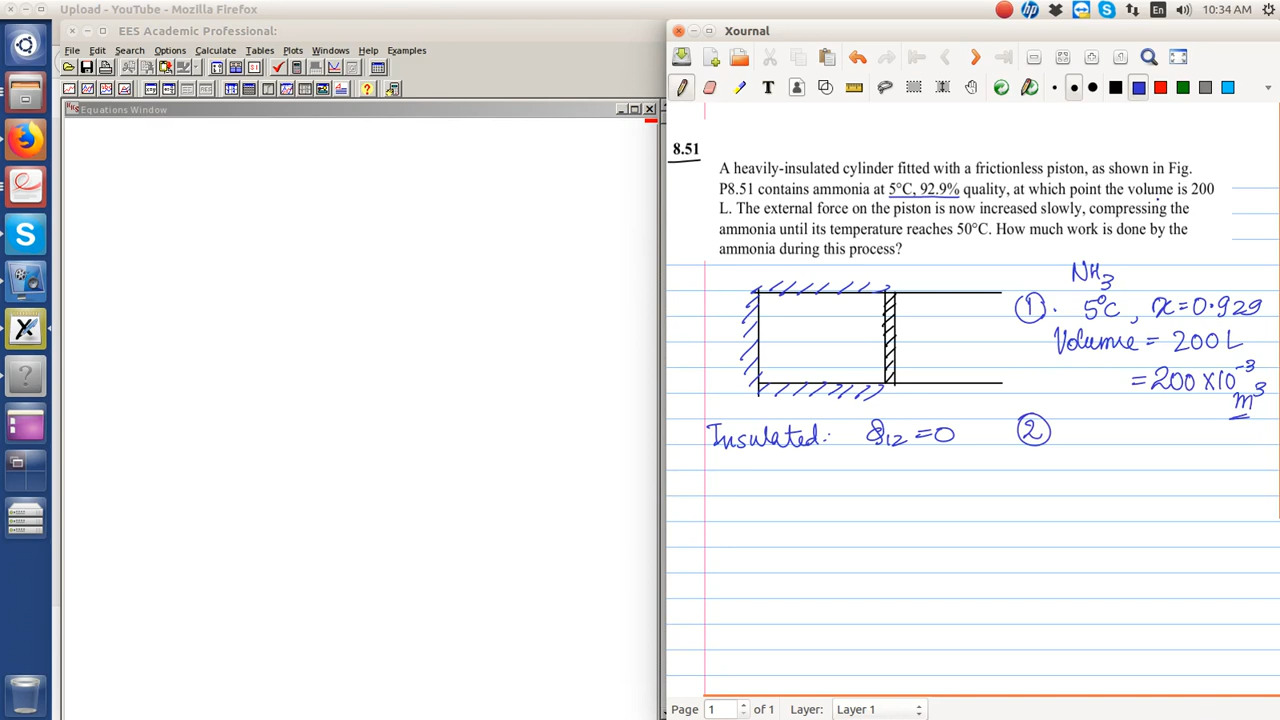 Upload - YouTube - Mozilla Firefox
En
10:34 AM
EES Academic Professional:
File Edit Search Options Calculate Tables Plots Windows Help Examples
Equations Window
Xournal
8.51
A heavily-insulated cylinder fitted with a frictionless piston, as shown in Fig.
P8.51 contains ammonia at 5°C, 92.9% quality, at which point the volume is 200
L. The external force on the piston is now increased slowly, compressing the
ammonia until its temperature reaches 50°C. How much work is done by the
ammonia during this process?
NH3
① . 5°C, x=0.929
Volume = 200L
= 200×10⁻³
m³
Insulated: Q12 = 0
②
Page 1 of 1 Layer: Layer 1